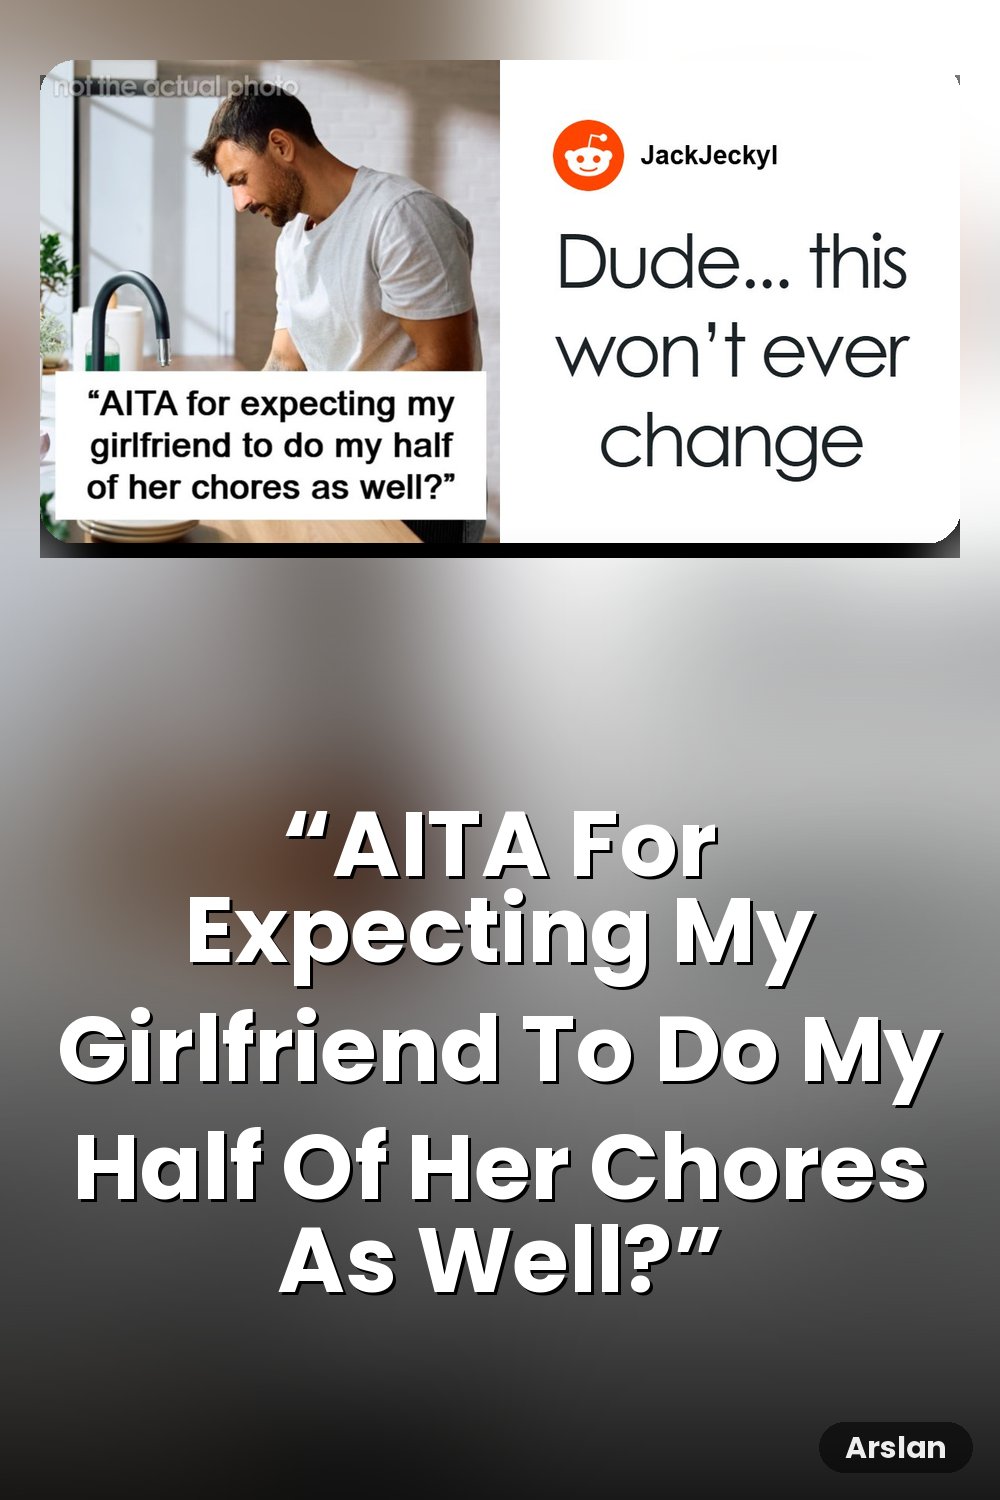 not the actual photo
“AITA for expecting my
girlfriend to do my half
of her chores as well?”
JackJeckyl
Dude... this
won’t ever
change
“AITA For
Expecting My
Girlfriend To Do My
Half Of Her Chores
As Well?”
Arslan